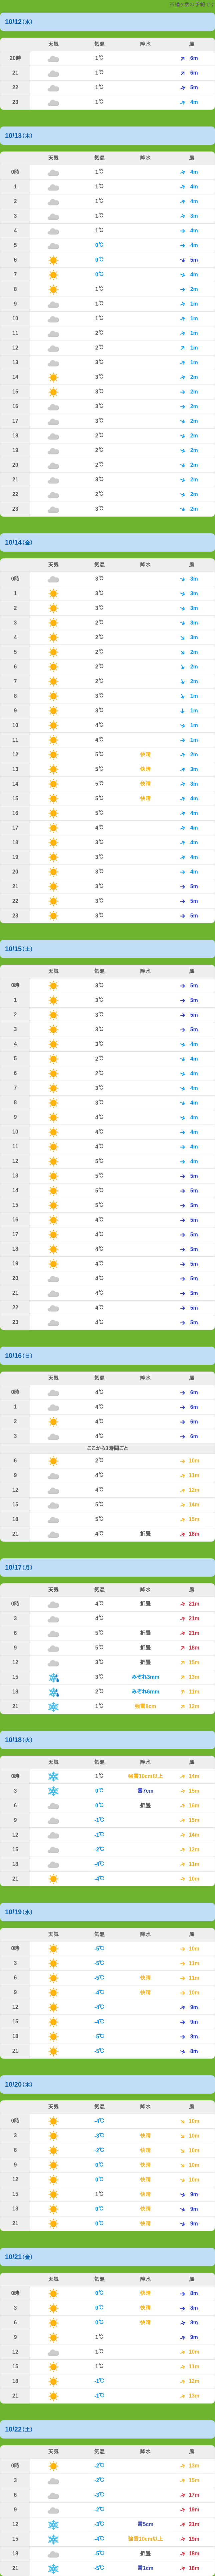 10/12(水)
天気 気温 降水 風
20時 1℃ 6m
21 1℃ 6m
22 1℃ 5m
23 1℃ 4m
10/13(木)
天気 気温 降水 風
0時 1℃ 4m
1 1℃ 4m
2 1℃ 4m
3 1℃ 3m
4 1℃ 4m
5 0℃ 4m
6 0℃ 5m
7 0℃ 4m
8 1℃ 2m
9 1℃ 1m
10 1℃ 1m
11 2℃ 1m
12 2℃ 1m
13 3℃ 1m
14 3℃ 2m
15 3℃ 2m
16 3℃ 2m
17 3℃ 2m
18 2℃ 2m
19 2℃ 2m
20 2℃ 2m
21 3℃ 2m
22 2℃ 2m
23 3℃ 2m
10/14(金)
天気 気温 降水 風
0時 3℃ 3m
1 3℃ 3m
2 3℃ 3m
3 2℃ 3m
4 2℃ 3m
5 2℃ 2m
6 2℃ 2m
7 2℃ 2m
8 3℃ 1m
9 3℃ 1m
10 4℃ 1m
11 4℃ 1m
12 5℃ 快晴 2m
13 5℃ 快晴 3m
14 5℃ 快晴 3m
15 5℃ 快晴 4m
16 5℃ 4m
17 4℃ 4m
18 3℃ 4m
19 3℃ 4m
20 3℃ 4m
21 3℃ 5m
22 3℃ 5m
23 3℃ 5m
10/15(土)
天気 気温 降水 風
0時 3℃ 5m
1 3℃ 5m
2 3℃ 5m
3 3℃ 5m
4 3℃ 4m
5 2℃ 4m
6 2℃ 4m
7 3℃ 4m
8 3℃ 4m
9 4℃ 4m
10 4℃ 4m
11 4℃ 4m
12 5℃ 4m
13 5℃ 5m
14 5℃ 5m
15 5℃ 5m
16 4℃ 5m
17 4℃ 5m
18 4℃ 5m
19 4℃ 5m
20 4℃ 5m
21 4℃ 5m
22 4℃ 5m
23 4℃ 5m
10/16(日)
天気 気温 降水 風
0時 4℃ 6m
1 4℃ 6m
2 4℃ 6m
3 4℃ 6m
ここから3時間ごと
6 2℃ 10m
9 4℃ 11m
12 4℃ 12m
15 5℃ 14m
18 5℃ 15m
21 4℃ 折曇 18m
10/17(月)
天気 気温 降水 風
0時 4℃ 折曇 21m
3 4℃ 21m
6 5℃ 折曇 21m
9 5℃ 折曇 18m
12 3℃ 折曇 15m
15 3℃ みぞれ3mm 13m
18 2℃ みぞれ6mm 11m
21 1℃ 強雪8cm 12m
10/18(火)
天気 気温 降水 風
0時 1℃ 強雪10cm以上 14m
3 0℃ 雪7cm 15m
6 0℃ 折曇 16m
9 -1℃ 15m
12 -1℃ 14m
15 -2℃ 12m
18 -4℃ 11m
21 -4℃ 10m
10/19(水)
天気 気温 降水 風
0時 -5℃ 10m
3 -5℃ 11m
6 -5℃ 快晴 11m
9 -4℃ 快晴 10m
12 -4℃ 9m
15 -4℃ 9m
18 -5℃ 8m
21 -5℃ 8m
10/20(木)
天気 気温 降水 風
0時 -4℃ 10m
3 -3℃ 快晴 10m
6 -2℃ 快晴 10m
9 0℃ 快晴 10m
12 0℃ 快晴 10m
15 1℃ 快晴 9m
18 0℃ 快晴 9m
21 0℃ 快晴 9m
10/21(金)
天気 気温 降水 風
0時 0℃ 快晴 8m
3 0℃ 快晴 8m
6 0℃ 快晴 8m
9 1℃ 9m
12 1℃ 10m
15 1℃ 11m
18 -1℃ 12m
21 -1℃ 13m
10/22(土)
天気 気温 降水 風
0時 -2℃ 13m
3 -2℃ 15m
6 -3℃ 17m
9 -2℃ 19m
12 -3℃ 雪5cm 21m
15 -4℃ 強雪10cm以上 19m
18 -5℃ 折曇 18m
21 -5℃ 雪1cm 18m